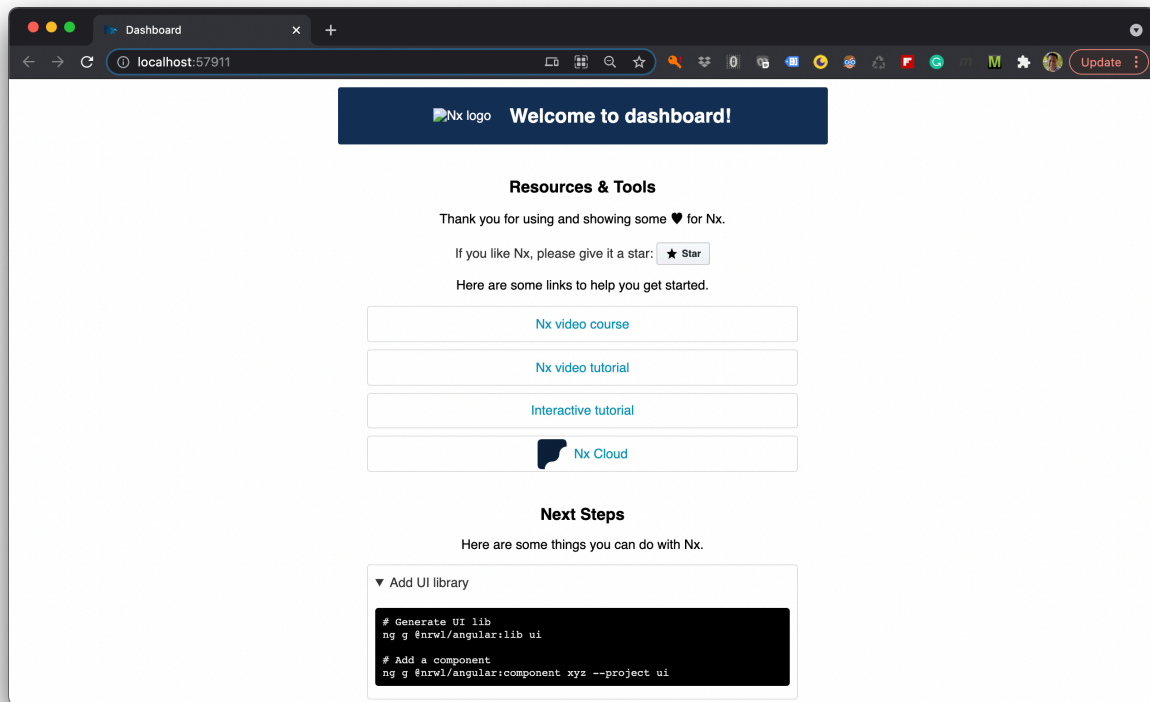 Dashboard
localhost:57911
Update
Nx logo Welcome to dashboard!
Resources & Tools
Thank you for using and showing some ♥ for Nx.
If you like Nx, please give it a star: ★ Star
Here are some links to help you get started.
Nx video course
Nx video tutorial
Interactive tutorial
Nx Cloud
Next Steps
Here are some things you can do with Nx.
▼ Add UI library
# Generate UI lib
ng g @nrwl/angular:lib ui
# Add a component
ng g @nrwl/angular:component xyz --project ui